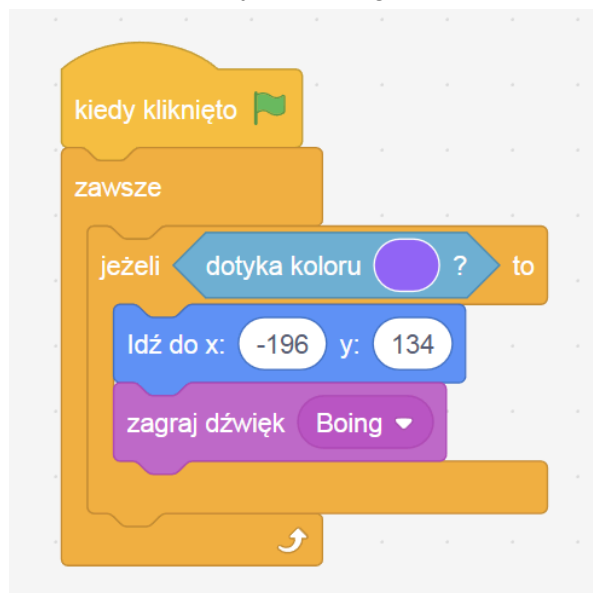 kiedy kliknięto
zawsze
jeżeli dotyka koloru ? to
Idź do x: -196 y: 134
zagraj dźwięk Boing